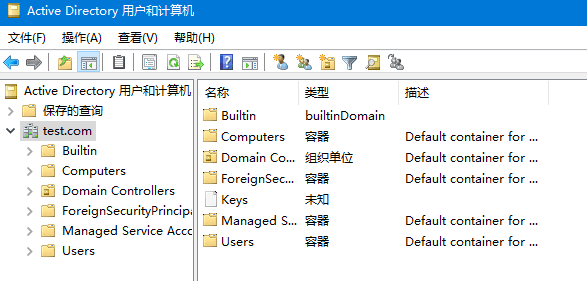 Active Directory 用户和计算机
文件(F) 操作(A) 查看(V) 帮助(H)
Active Directory 用户和计算机
保存的查询
test.com
Builtin
Computers
Domain Controllers
ForeignSecurityPrincipa
Managed Service Acco
Users
名称 类型 描述
Builtin builtinDomain
Computers 容器 Default container for ...
Domain Co... 组织单位 Default container for ...
ForeignSec... 容器 Default container for ...
Keys 未知
Managed S... 容器 Default container for ...
Users 容器 Default container for ...